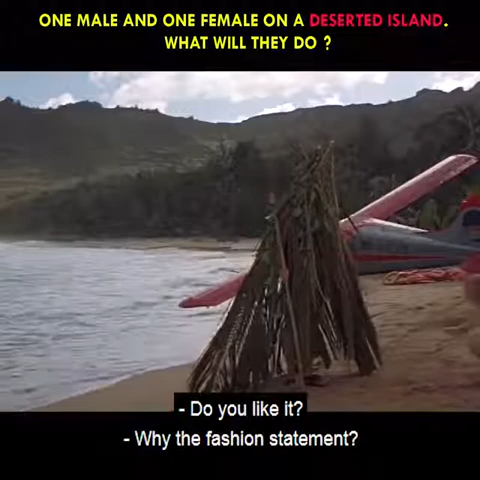 ONE MALE AND ONE FEMALE ON A DESERTED ISLAND.
WHAT WILL THEY DO ?
- Do you like it?
- Why the fashion statement?